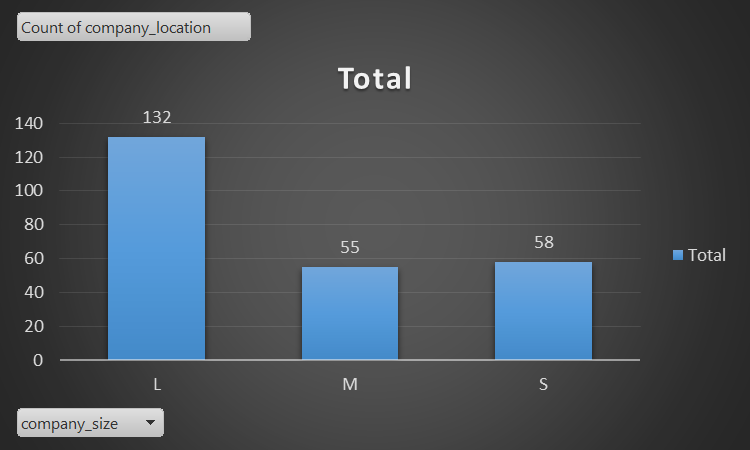 Count of company_location
Total
140
120
100
80
60
40
20
0
132
55
58
L
M
S
Total
company_size